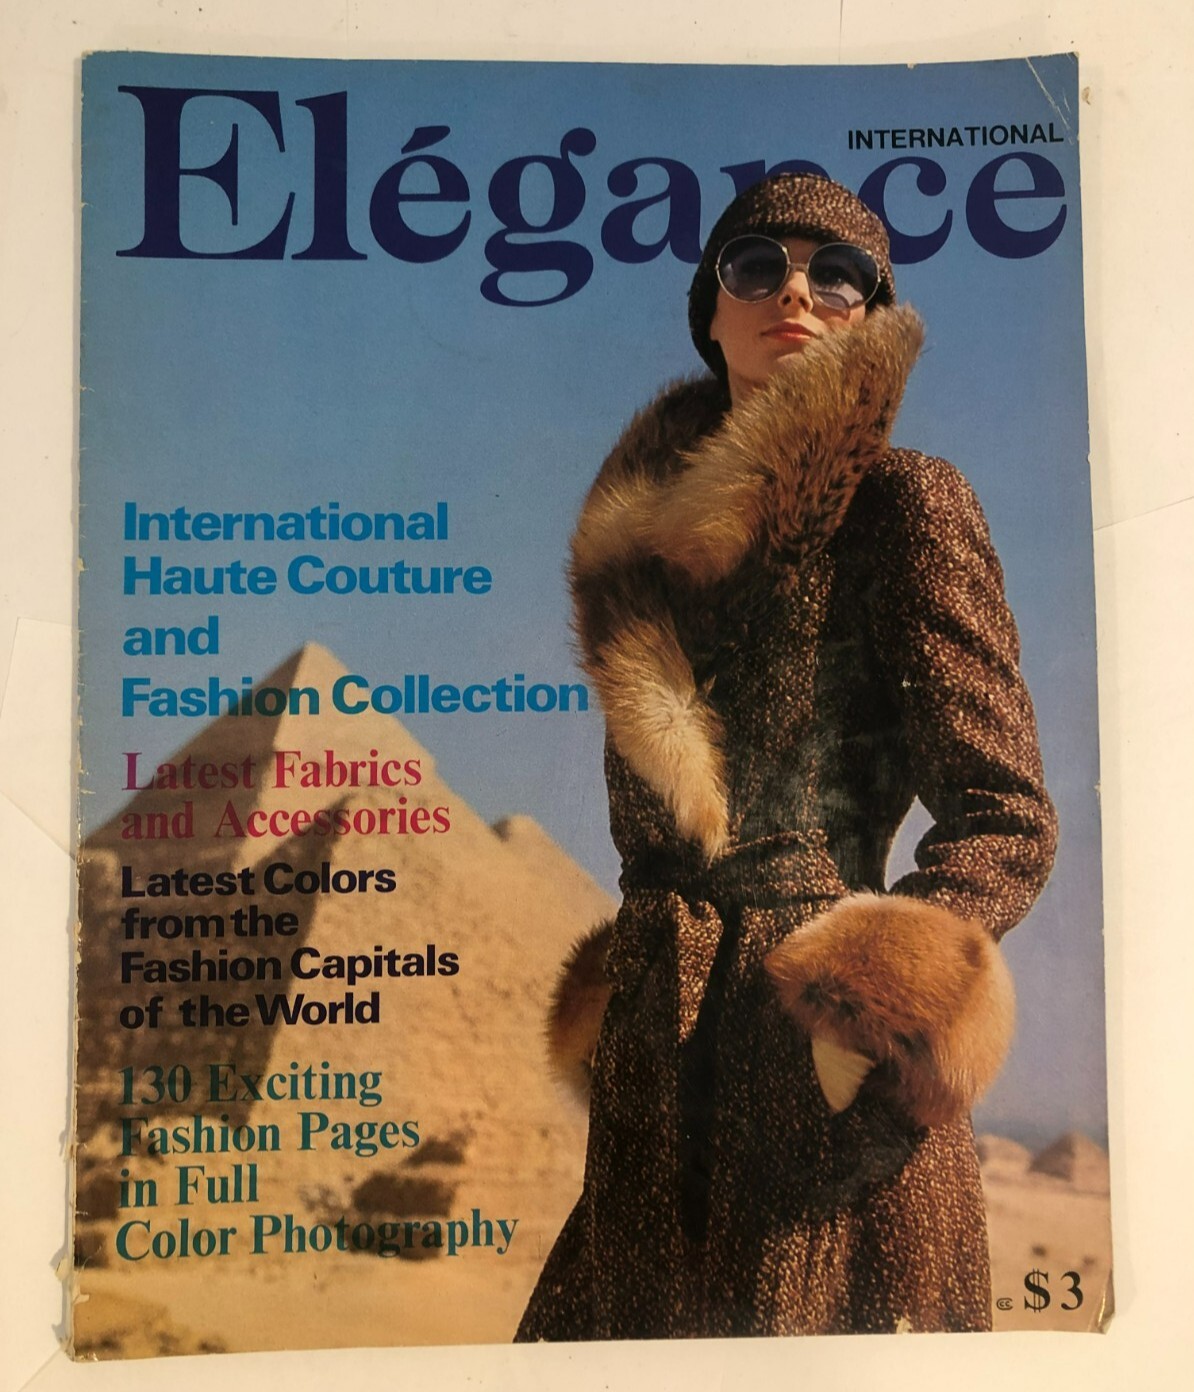 Elégance
INTERNATIONAL
International
Haute Couture
and
Fashion Collection
Latest Fabrics
and Accessories
Latest Colors
from the
Fashion Capitals
of the World
130 Exciting
Fashion Pages
in Full
Color Photography
$3